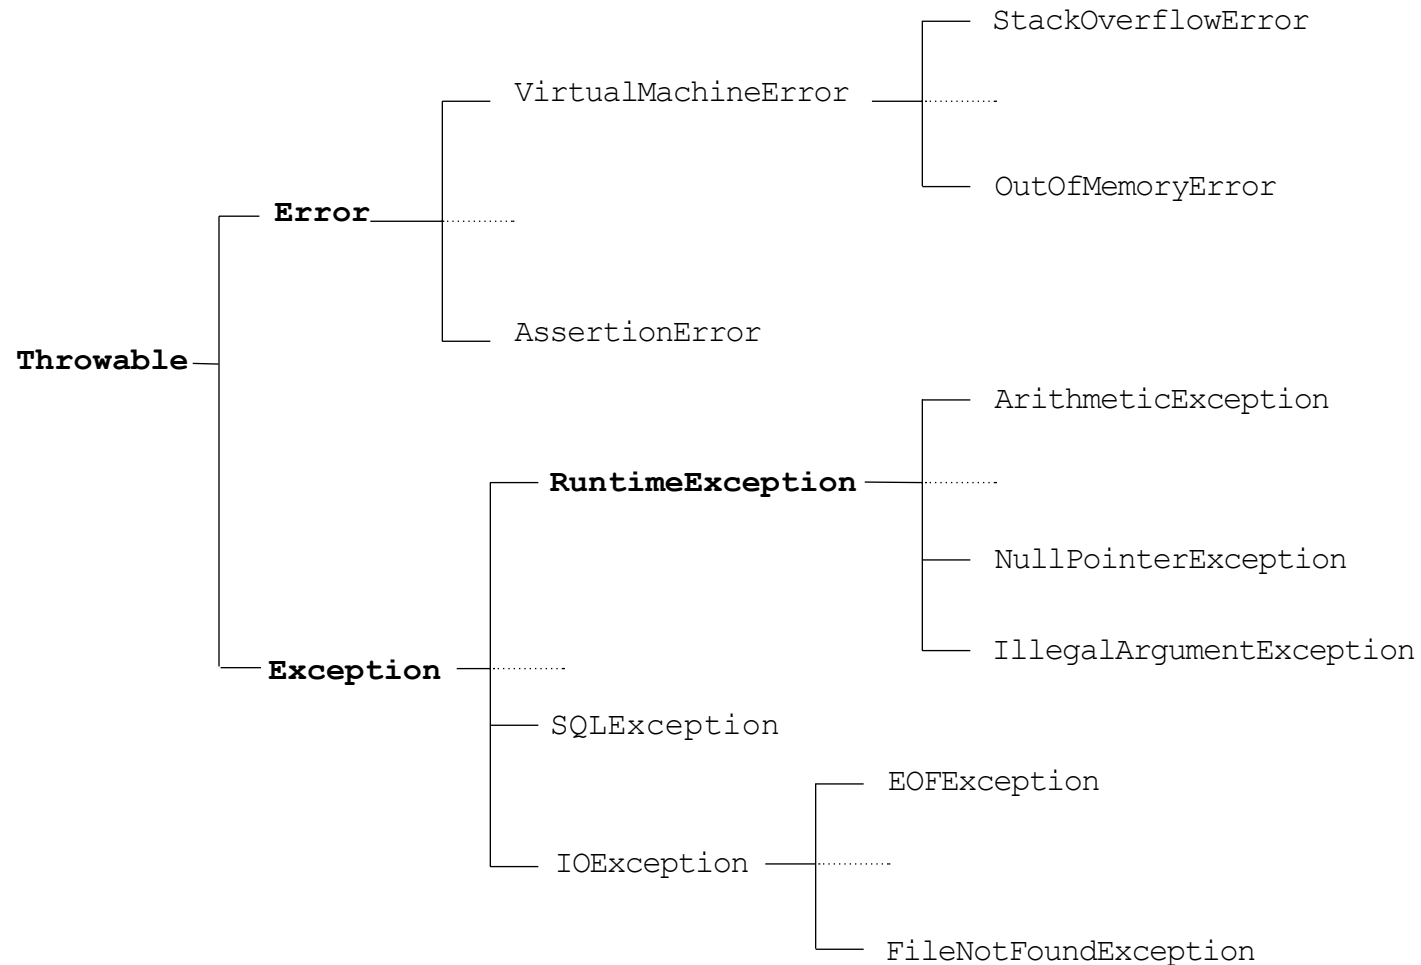 StackOverflowError
VirtualMachineError
OutOfMemoryError
Error
AssertionError
Throwable
ArithmeticException
RuntimeException
NullPointerException
IllegalArgumentException
Exception
SQLException
EOFException
IOException
FileNotFoundException